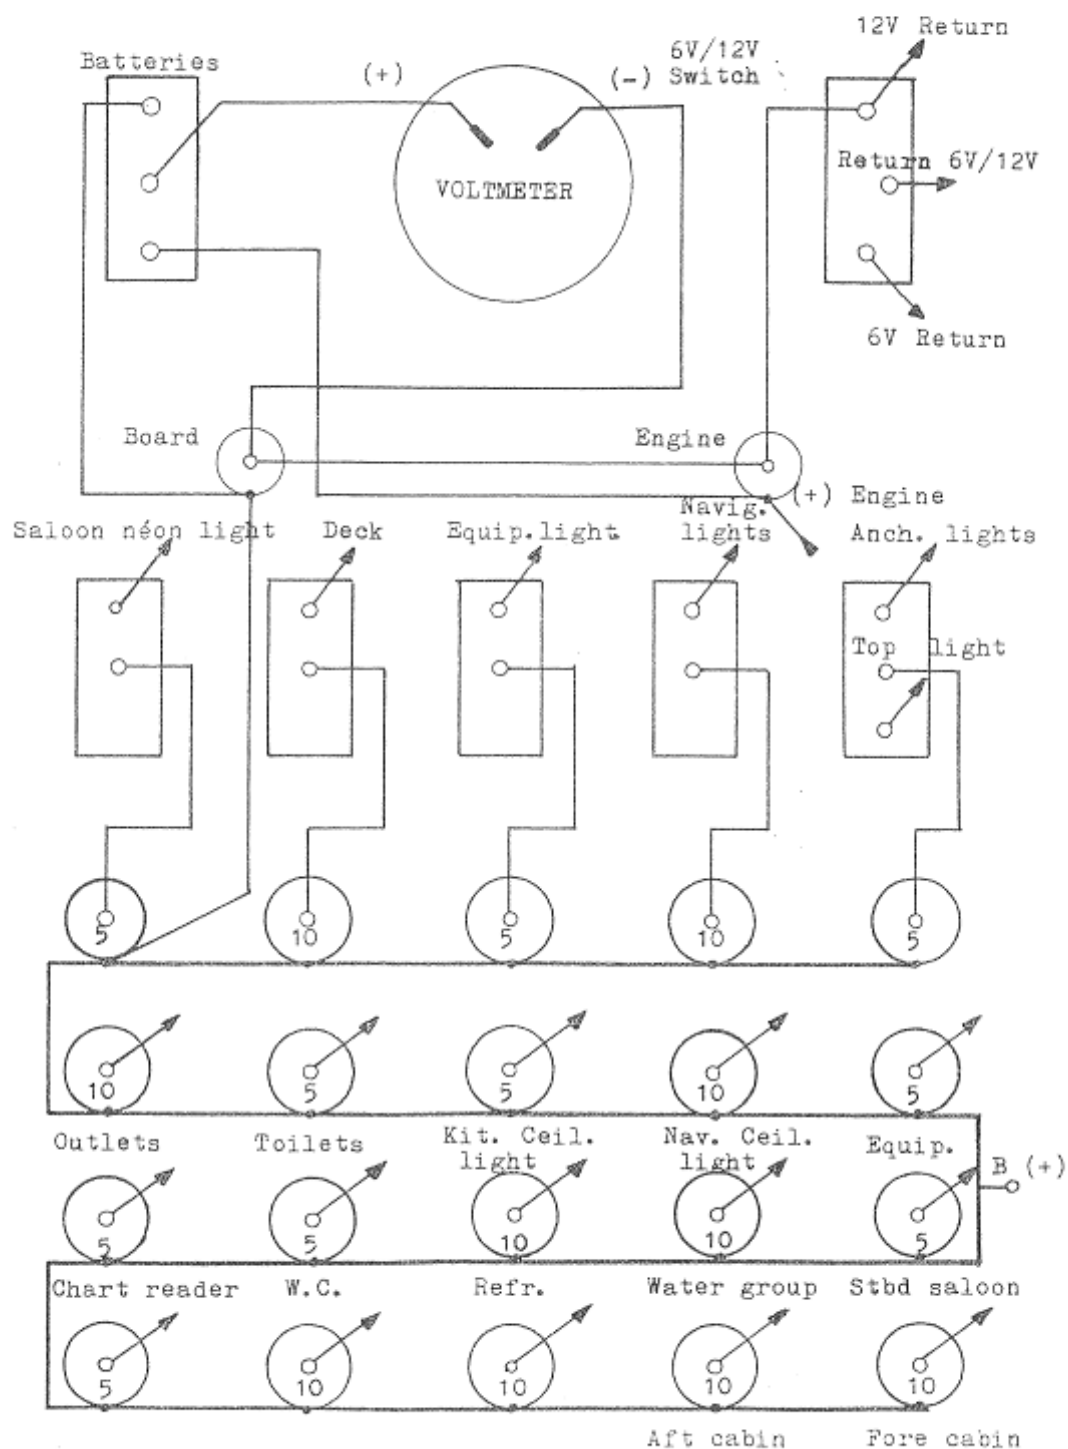 12V Return
6V/12V
Batteries
(+)
(-) Switch
Return 6V/12V
VOLTMETER
6V Return
Board
Engine
(+) Engine
Navig.
Saloon néon light
Deck
Equip.light
lights
Anch. lights
Top light
5
10
5
10
5
10
5
5
10
5
Outlets
Toilets
Kit. Ceil.
light
Nav. Ceil.
light
Equip.
B (+)
5
5
10
10
5
Chart reader
W.C.
Refr.
Water group
Stbd saloon
5
10
10
10
10
Aft cabin
Fore cabin